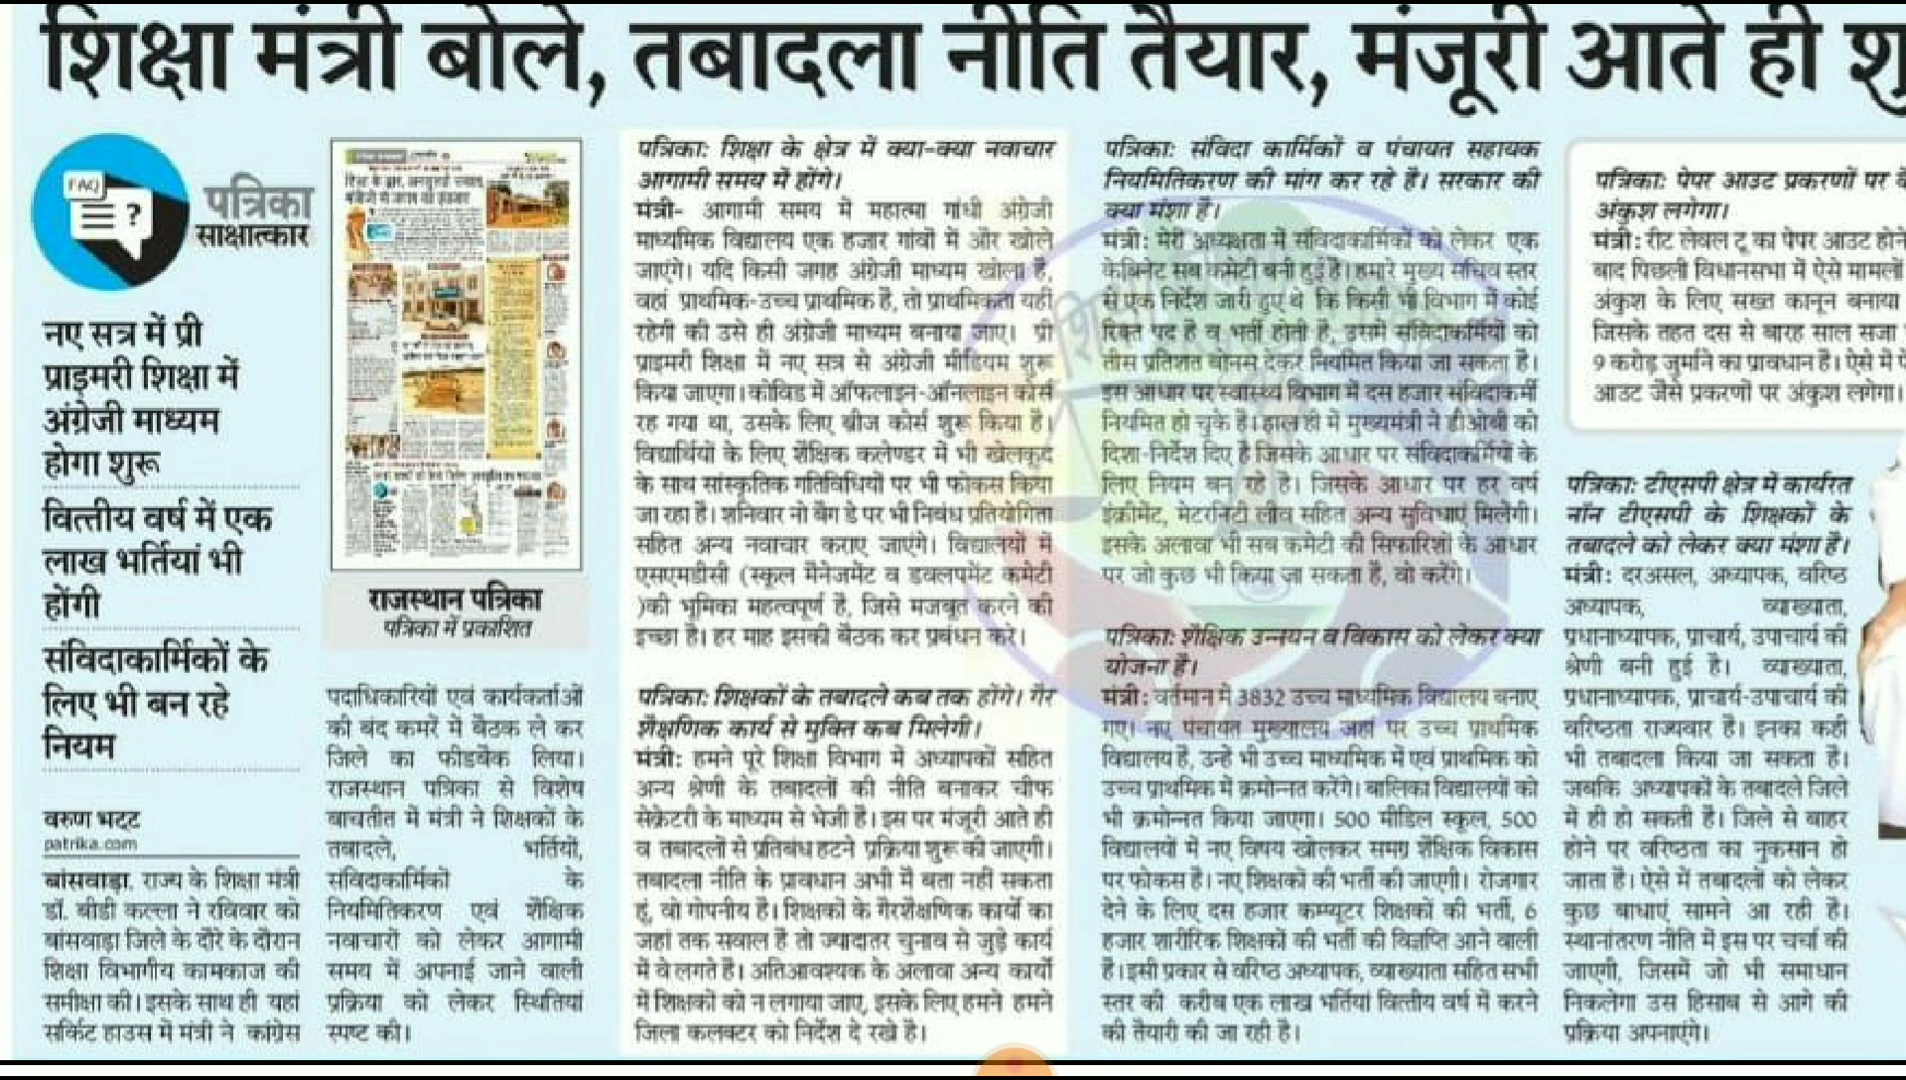 शिक्षा मंत्री बोले, तबादला नीति तैयार, मंजूरी आते ही
FAQ
?
पत्रिका
साक्षात्कार
नए सत्र में प्री
प्राइमरी शिक्षा में
अंग्रेजी माध्यम
होगा शुरू
वित्तीय वर्ष में एक
लाख भर्तियां भी
होंगी
संविदाकार्मिकों के
लिए भी बन रहे
नियम
वरुण भट्ट
patrika.com
बांसवाड़ा. राज्य के शिक्षा मंत्री
डॉ. बीडी कल्ला ने रविवार को
बांसवाड़ा जिले के दौरे के दौरान
शिक्षा विभागीय कामकाज की
समीक्षा की। इसके साथ ही यहां
सर्किट हाउस में मंत्री ने कांग्रेस
राजस्थान पत्रिका
पत्रिका में प्रकाशित
पदाधिकारियों एवं कार्यकर्ताओं
की बंद कमरे में बैठक ले कर
जिले का फीडबैक लिया।
राजस्थान पत्रिका से विशेष
बाचतीत में मंत्री ने शिक्षकों के
तबादले, भर्तियों,
संविदाकार्मिकों के
नियमितिकरण एवं शैक्षिक
नवाचारों को लेकर आगामी
समय में अपनाई जाने वाली
प्रक्रिया को लेकर स्थितियां
स्पष्ट की।
पत्रिका: शिक्षा के क्षेत्र में क्या-क्या नवाचार
आगामी समय में होंगे।
मंत्री- आगामी समय में महात्मा गांधी अंग्रेजी
माध्यमिक विद्यालय एक हजार गांवों में और खोले
जाएंगे। यदि किसी जगह अंग्रेजी माध्यम खोला है,
वहां प्राथमिक-उच्च प्राथमिक है, तो प्राथमिकता यही
रहेगी की उसे ही अंग्रेजी माध्यम बनाया जाए। प्री
प्राइमरी शिक्षा में नए सत्र से अंग्रेजी मीडियम शुरू
किया जाएगा। कोविड में ऑफलाइन-ऑनलाइन कोर्स
रह गया था, उसके लिए ब्रीज कोर्स शुरू किया है।
विद्यार्थियों के लिए शैक्षिक कलेण्डर में भी खेलकूद
के साथ सांस्कृतिक गतिविधियों पर भी फोकस किया
जा रहा है। शनिवार नो बैग डे पर भी निबंध प्रतियोगिता
सहित अन्य नवाचार कराए जाएंगे। विद्यालयों में
एसएमडीसी (स्कूल मैनेजमेंट व डवलपमेंट कमेटी
)की भूमिका महत्वपूर्ण है, जिसे मजबूत करने की
इच्छा है। हर माह इसकी बैठक कर प्रबंधन करे।
पत्रिका: शिक्षकों के तबादले कब तक होंगे। गैर
शैक्षणिक कार्य से मुक्ति कब मिलेगी।
मंत्री: हमने पूरे शिक्षा विभाग में अध्यापकों सहित
अन्य श्रेणी के तबादलों की नीति बनाकर चीफ
सेक्रेटरी के माध्यम से भेजी है। इस पर मंजूरी आते ही
व तबादलों से प्रतिबंध हटने प्रक्रिया शुरू की जाएगी।
तबादला नीति के प्रावधान अभी मैं बता नहीं सकता
हूं, वो गोपनीय है। शिक्षकों के गैरशैक्षणिक कार्यों का
जहां तक सवाल है तो ज्यादातर चुनाव से जुड़े कार्य
में वे लगते है। अतिआवश्यक के अलावा अन्य कार्यों
में शिक्षकों को न लगाया जाए, इसके लिए हमने हमने
जिला कलक्टर को निर्देश दे रखे है।
पत्रिका: संविदा कार्मिकों व पंचायत सहायक
नियमितिकरण की मांग कर रहे है। सरकार की
क्या मंशा है।
मंत्री: मेरी अध्यक्षता में संविदाकार्मिकों को लेकर एक
केबिनेट सब कमेटी बनी हुई है। हमारे मुख्य सचिव स्तर
से एक निर्देश जारी हुए थे कि किसी भी विभाग में कोई
रिक्त पद है व भर्ती होती है, उसमें संविदाकर्मियों को
तीस प्रतिशत बोनस देकर नियमित किया जा सकता है।
इस आधार पर स्वास्थ्य विभाग में दस हजार संविदाकर्मी
नियमित हो चुके है। हाल ही में मुख्यमंत्री ने डीओबी को
दिशा-निर्देश दिए है जिसके आधार पर संविदाकर्मियों के
लिए नियम बन रहे है। जिसके आधार पर हर वर्ष
इंक्रीमेंट, मेटरनिटी लीव सहित अन्य सुविधाएं मिलेगी।
इसके अलावा भी सब कमेटी की सिफारिशों के आधार
पर जो कुछ भी किया जा सकता है, वो करेंगे।
पत्रिका: शैक्षिक उन्नयन व विकास को लेकर क्या
योजना है।
मंत्री: वर्तमान में 3832 उच्च माध्यमिक विद्यालय बनाए
गए। नए पंचायत मुख्यालय जहां पर उच्च प्राथमिक
विद्यालय है, उन्हें भी उच्च माध्यमिक में एवं प्राथमिक को
उच्च प्राथमिक में क्रमोन्नत करेंगे। बालिका विद्यालयों को
भी क्रमोन्नत किया जाएगा। 500 मीडिल स्कूल, 500
विद्यालयों में नए विषय खोलकर समग्र शैक्षिक विकास
पर फोकस है। नए शिक्षकों की भर्ती की जाएगी। रोजगार
देने के लिए दस हजार कम्प्यूटर शिक्षकों की भर्ती, 6
हजार शारीरिक शिक्षकों की भर्ती की विज्ञप्ति आने वाली
है। इसी प्रकार से वरिष्ठ अध्यापक, व्याख्याता सहित सभी
स्तर की करीब एक लाख भर्तियां वित्तीय वर्ष में करने
की तैयारी की जा रही है।
पत्रिका: पेपर आउट प्रकरणों पर
अंकुश लगेगा।
मंत्री: रीट लेवल टू का पेपर आउट होने
बाद पिछली विधानसभा में ऐसे मामलों
अंकुश के लिए सख्त कानून बनाया
जिसके तहत दस से बारह साल सजा
9 करोड़ जुर्माने का प्रावधान है। ऐसे में
आउट जैसे प्रकरणों पर अंकुश लगेगा।
पत्रिका: टीएसपी क्षेत्र में कार्यरत
नॉन टीएसपी के शिक्षकों के
तबादले को लेकर क्या मंशा है।
मंत्री: दरअसल, अध्यापक, वरिष्ठ
अध्यापक, व्याख्याता,
प्रधानाध्यापक, प्राचार्य, उपाचार्य की
श्रेणी बनी हुई है। व्याख्याता,
प्रधानाध्यापक, प्राचार्य-उपाचार्य की
वरिष्ठता राज्यवार है। इनका कही
भी तबादला किया जा सकता है।
जबकि अध्यापकों के तबादले जिले
में ही हो सकती है। जिले से बाहर
होने पर वरिष्ठता का नुकसान हो
जाता है। ऐसे में तबादलों को लेकर
कुछ बाधाएं सामने आ रही है।
स्थानांतरण नीति में इस पर चर्चा की
जाएगी, जिसमें जो भी समाधान
निकलेगा उस हिसाब से आगे की
प्रक्रिया अपनाएंगे।